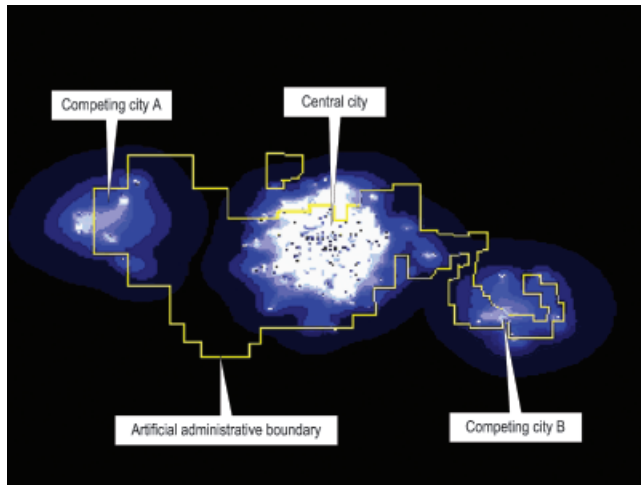 Central city
Competing city A
Artificial administrative boundary
Competing city B